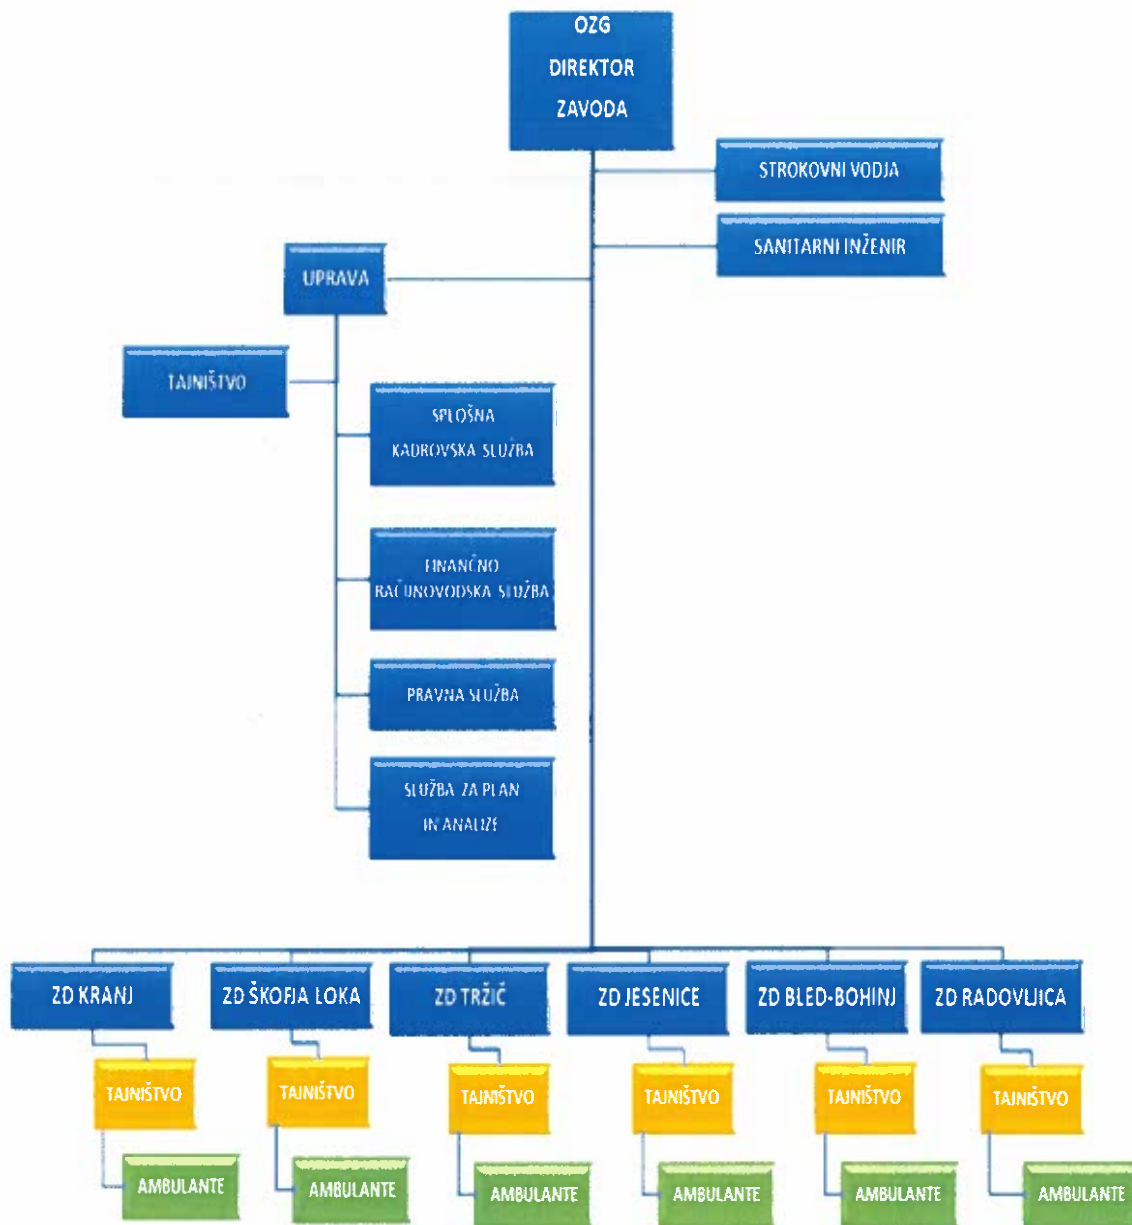 OZG
DIREKTOR
ZAVODA
STROKOVNI VODJA
SANITARNI INŽENIR
UPRAVA
TAJNIŠTVO
SPLOŠNA
KADROVSKA SLUŽBA
FINANČNO
RAČUNOVODSKA SLUŽBA
PRAVNA SLUŽBA
SLUŽBA ZA PLAN
IN ANALIZE
ZD KRANJ
ZD ŠKOFJA LOKA
ZD TRŽIČ
ZD JESENICE
ZD BLED-BOHINJ
ZD RADOVLJICA
TAJNIŠTVO
TAJNIŠTVO
TAJNIŠTVO
TAJNIŠTVO
TAJNIŠTVO
TAJNIŠTVO
AMBULANTE
AMBULANTE
AMBULANTE
AMBULANTE
AMBULANTE
AMBULANTE